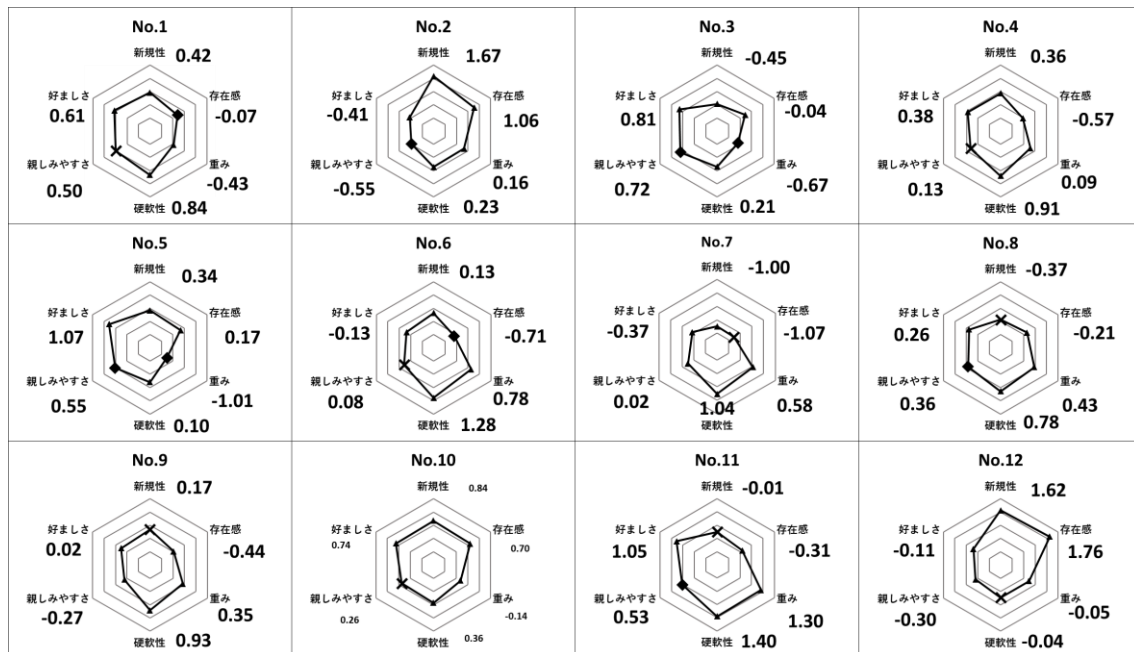 No.1
新規性 0.42
好ましさ 存在感
0.61 -0.07
親しみやすさ 重み
0.50 -0.43
硬軟性 0.84
No.2
新規性 1.67
好ましさ 存在感
-0.41 1.06
親しみやすさ 重み
-0.55 0.16
硬軟性 0.23
No.3
新規性 -0.45
好ましさ 存在感
0.81 -0.04
親しみやすさ 重み
0.72 -0.67
硬軟性 0.21
No.4
新規性 0.36
好ましさ 存在感
0.38 -0.57
親しみやすさ 重み
0.13 0.09
硬軟性 0.91
No.5
新規性 0.34
好ましさ 存在感
1.07 0.17
親しみやすさ 重み
0.55 -1.01
硬軟性 0.10
No.6
新規性 0.13
好ましさ 存在感
-0.13 -0.71
親しみやすさ 重み
0.08 0.78
硬軟性 1.28
No.7
新規性 -1.00
好ましさ 存在感
-0.37 -1.07
親しみやすさ 重み
0.02 1.04 0.58
硬軟性
No.8
新規性 -0.37
好ましさ 存在感
0.26 -0.21
親しみやすさ 重み
0.36 0.43
硬軟性 0.78
No.9
新規性 0.17
好ましさ 存在感
0.02 -0.44
親しみやすさ 重み
-0.27 0.35
硬軟性 0.93
No.10
新規性 0.84
好ましさ 存在感
0.74 0.70
親しみやすさ 重み
0.26 -0.14
硬軟性 0.36
No.11
新規性 -0.01
好ましさ 存在感
1.05 -0.31
親しみやすさ 重み
0.53 1.30
硬軟性 1.40
No.12
新規性 1.62
好ましさ 存在感
-0.11 1.76
親しみやすさ 重み
-0.30 -0.05
硬軟性 -0.04